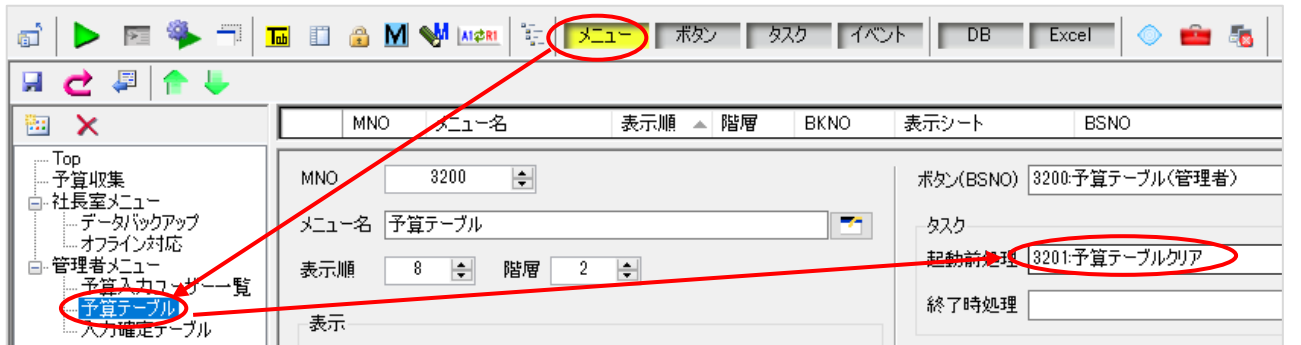 Tab M A1⇄R1 メニュー ボタン タスク イベント DB Excel
MNO メニュー名 表示順 階層 BKNO 表示シート BSNO
Top
予算収集
社長室メニュー
データバックアップ
オフライン対応
管理者メニュー
予算入力ユーザー一覧
予算テーブル
入力確定テーブル
MNO 3200
メニュー名 予算テーブル
表示順 8 階層 2
表示
ボタン(BSNO) 3200:予算テーブル(管理者)
タスク
起動前処理 3201:予算テーブルクリア
終了時処理